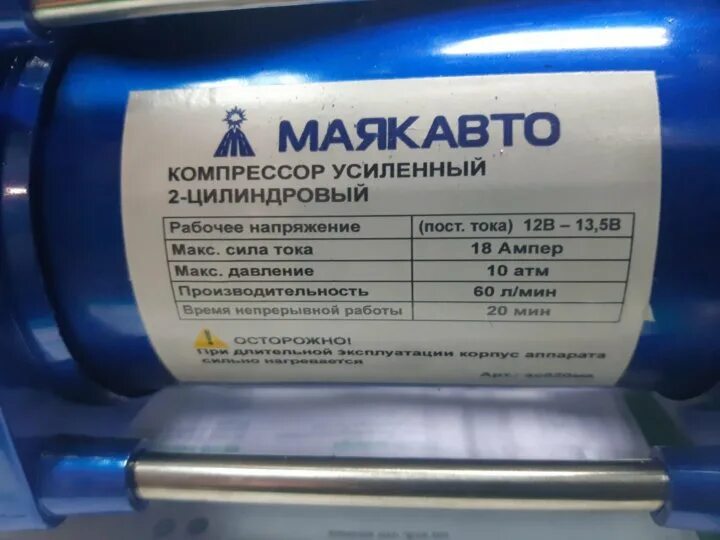 МАЯКАВТО
КОМПРЕССОР УСИЛЕННЫЙ
2-ЦИЛИНДРОВЫЙ
Рабочее напряжение (пост. тока) 12В – 13,5В
Макс. сила тока 18 Ампер
Макс. давление 10 атм
Производительность 60 л/мин
Время непрерывной работы 20 мин
ОСТОРОЖНО!
При длительной эксплуатации корпус аппарата
сильно нагревается
Арт.: